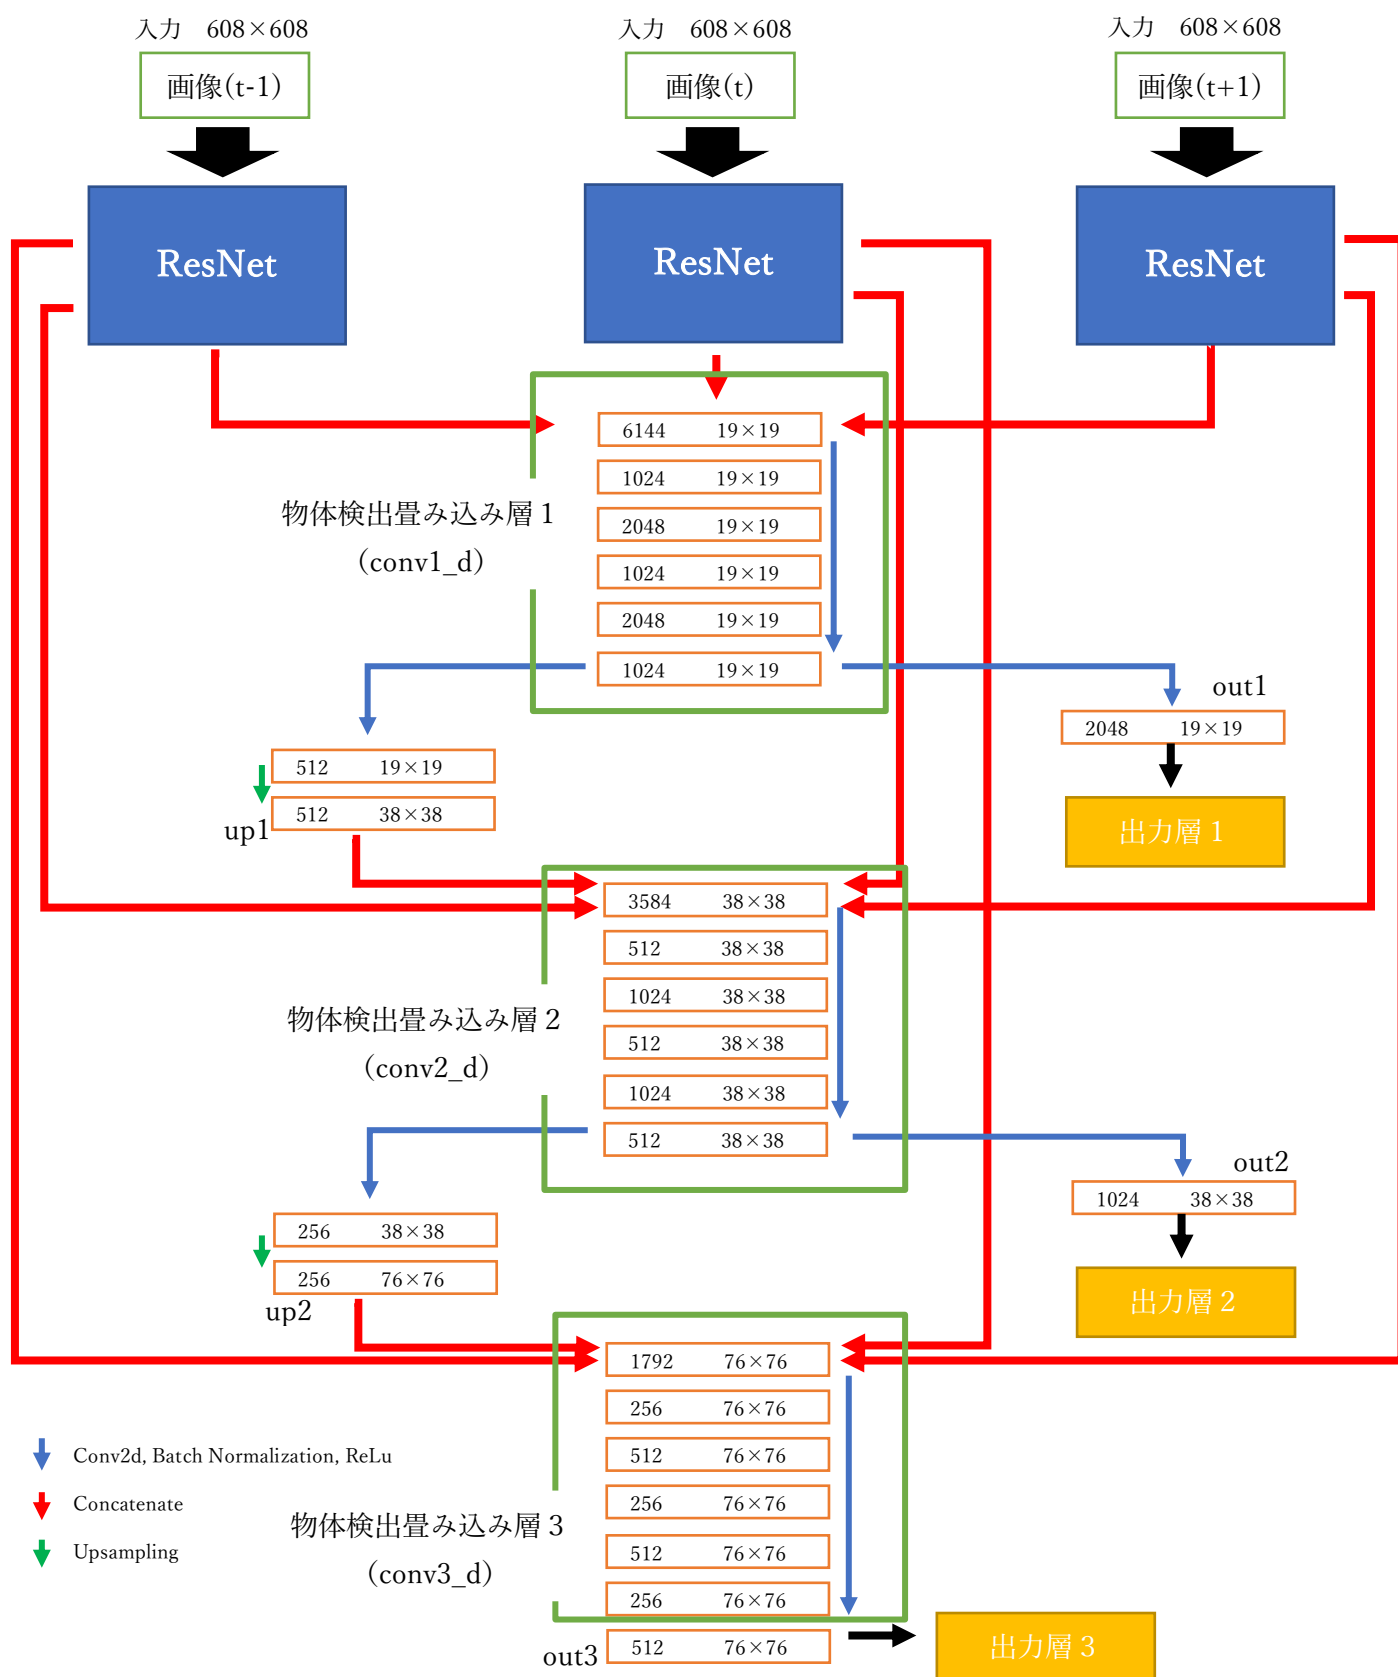 入力 608×608
入力 608×608
入力 608×608
画像(t-1)
画像(t)
画像(t+1)
ResNet
ResNet
ResNet
6144 19×19
1024 19×19
2048 19×19
1024 19×19
2048 19×19
1024 19×19
物体検出畳み込み層1
(conv1_d)
out1
2048 19×19
出力層1
512 19×19
512 38×38
up1
3584 38×38
512 38×38
1024 38×38
512 38×38
1024 38×38
512 38×38
物体検出畳み込み層2
(conv2_d)
out2
1024 38×38
出力層2
256 38×38
256 76×76
up2
1792 76×76
256 76×76
512 76×76
256 76×76
512 76×76
256 76×76
物体検出畳み込み層3
(conv3_d)
out3
512 76×76
出力層3
Conv2d, Batch Normalization, ReLu
Concatenate
Upsampling